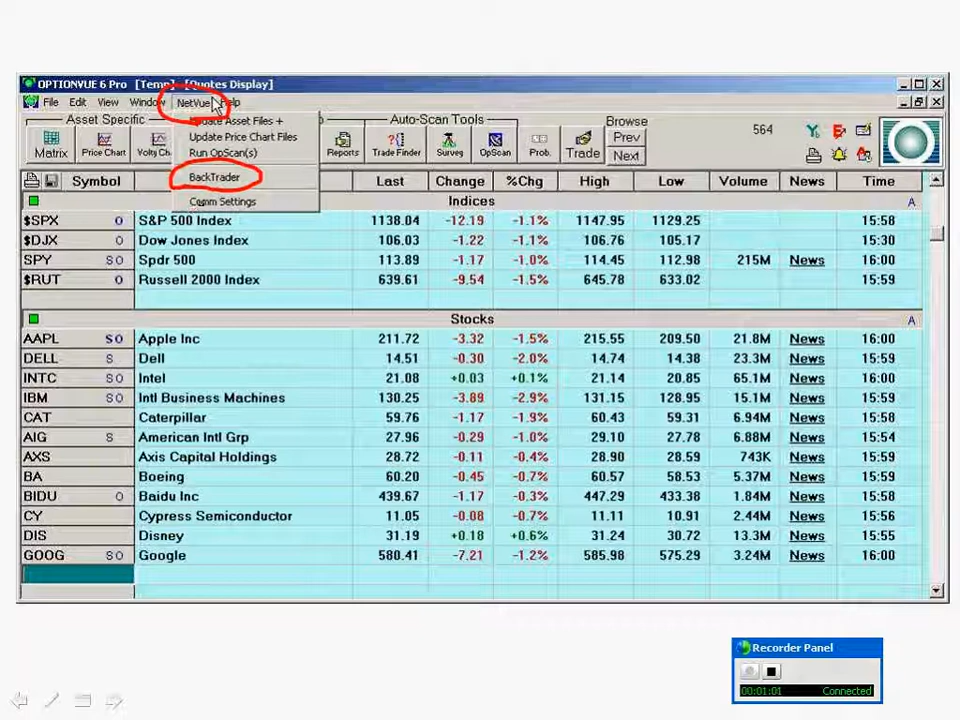 OPTIONVUE 6 Pro [Temp] [Quotes Display]
File Edit View Window NetVue Help
Asset Specific Auto-Scan Tools Browse
Matrix Price Chart Reports Trade Finder Survey OpScan Prob. Trade Prev Next 564
Update Asset Files +
Update Price Chart Files
Run OpScan(s)
BackTrader
Comm Settings
Symbol Last Change %Chg High Low Volume News Time
Indices A
$SPX O S&P 500 Index 1138.04 -12.19 -1.1% 1147.95 1129.25 15:58
$DJX O Dow Jones Index 106.03 -1.22 -1.1% 106.76 105.17 15:30
SPY SO Spdr 500 113.89 -1.17 -1.0% 114.45 112.98 215M News 16:00
$RUT O Russell 2000 Index 639.61 -9.54 -1.5% 645.78 633.02 15:59
Stocks A
AAPL SO Apple Inc 211.72 -3.32 -1.5% 215.55 209.50 21.8M News 16:00
DELL S Dell 14.51 -0.30 -2.0% 14.74 14.38 23.3M News 15:59
INTC SO Intel 21.08 +0.03 +0.1% 21.14 20.85 65.1M News 16:00
IBM SO Intl Business Machines 130.25 -3.89 -2.9% 131.15 128.95 15.1M News 15:59
CAT Caterpillar 59.76 -1.17 -1.9% 60.43 59.31 6.94M News 15:58
AIG S American Intl Grp 27.96 -0.29 -1.0% 29.10 27.78 6.88M News 15:54
AXS Axis Capital Holdings 28.72 -0.11 -0.4% 28.90 28.59 743K News 15:59
BA Boeing 60.20 -0.45 -0.7% 60.57 58.53 5.37M News 15:59
BIDU O Baidu Inc 439.67 -1.17 -0.3% 447.29 433.38 1.84M News 15:58
CY Cypress Semiconductor 11.05 -0.08 -0.7% 11.11 10.91 2.44M News 15:56
DIS Disney 31.19 +0.18 +0.6% 31.24 30.72 13.3M News 15:55
GOOG SO Google 580.41 -7.21 -1.2% 585.98 575.29 3.24M News 16:00
Recorder Panel
00:01:01 Connected